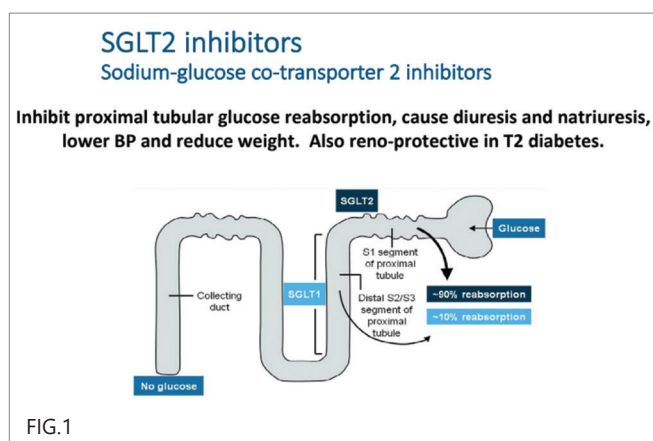 SGLT2 inhibitors
Sodium-glucose co-transporter 2 inhibitors
Inhibit proximal tubular glucose reabsorption, cause diuresis and natriuresis,
lower BP and reduce weight.  Also reno-protective in T2 diabetes.
SGLT2
Glucose
S1 segment
of proximal
tubule
SGLT1
Collecting
duct
Distal S2/S3
segment of
proximal
tubule
~90% reabsorption
~10% reabsorption
No glucose
FIG.1